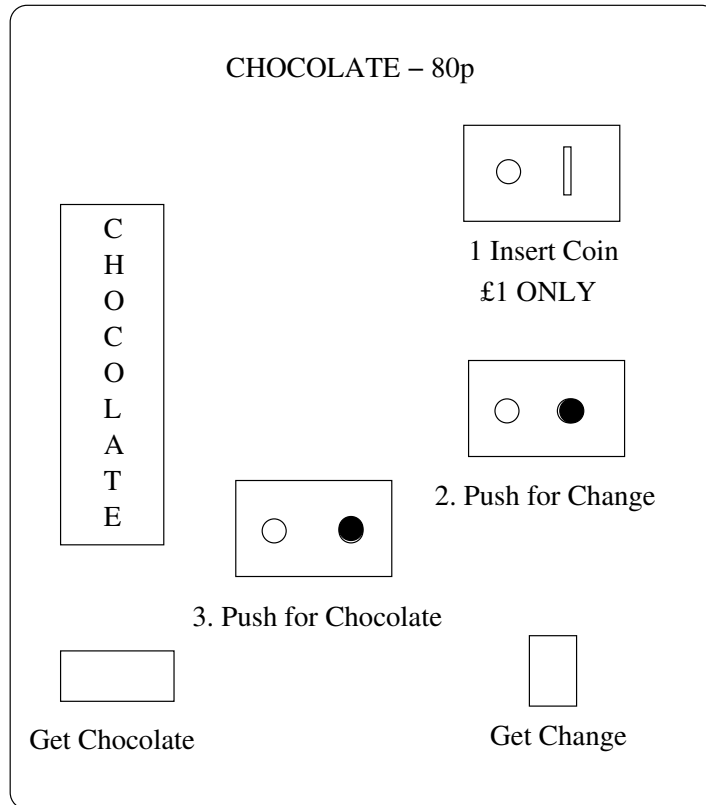 CHOCOLATE – 80p
1 Insert Coin
£1 ONLY
C
H
O
C
O
L
A
T
E
2. Push for Change
3. Push for Chocolate
Get Chocolate
Get Change